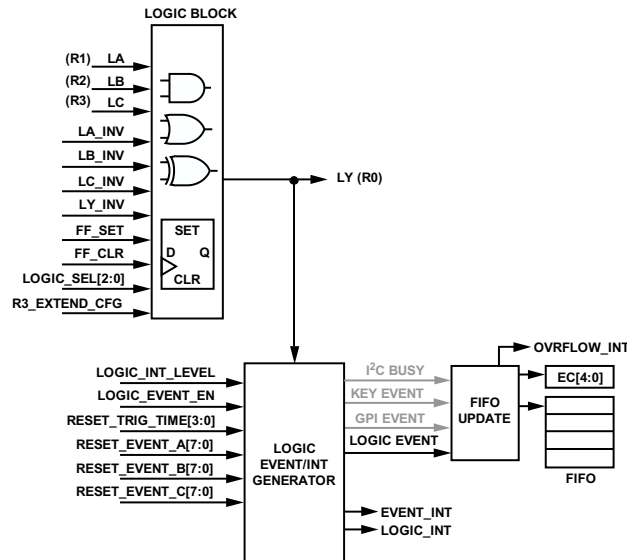 LOGIC BLOCK
(R1) LA
(R2) LB
(R3) LC
LA_INV
LB_INV
LC_INV
LY_INV
FF_SET
FF_CLR
LOGIC_SEL[2:0]
R3_EXTEND_CFG
SET
D Q
CLR
LY (R0)
LOGIC_INT_LEVEL
LOGIC_EVENT_EN
RESET_TRIG_TIME[3:0]
RESET_EVENT_A[7:0]
RESET_EVENT_B[7:0]
RESET_EVENT_C[7:0]
LOGIC
EVENT/INT
GENERATOR
I²C BUSY
KEY EVENT
GPI EVENT
LOGIC EVENT
EVENT_INT
LOGIC_INT
FIFO
UPDATE
OVRFLOW_INT
EC[4:0]
FIFO